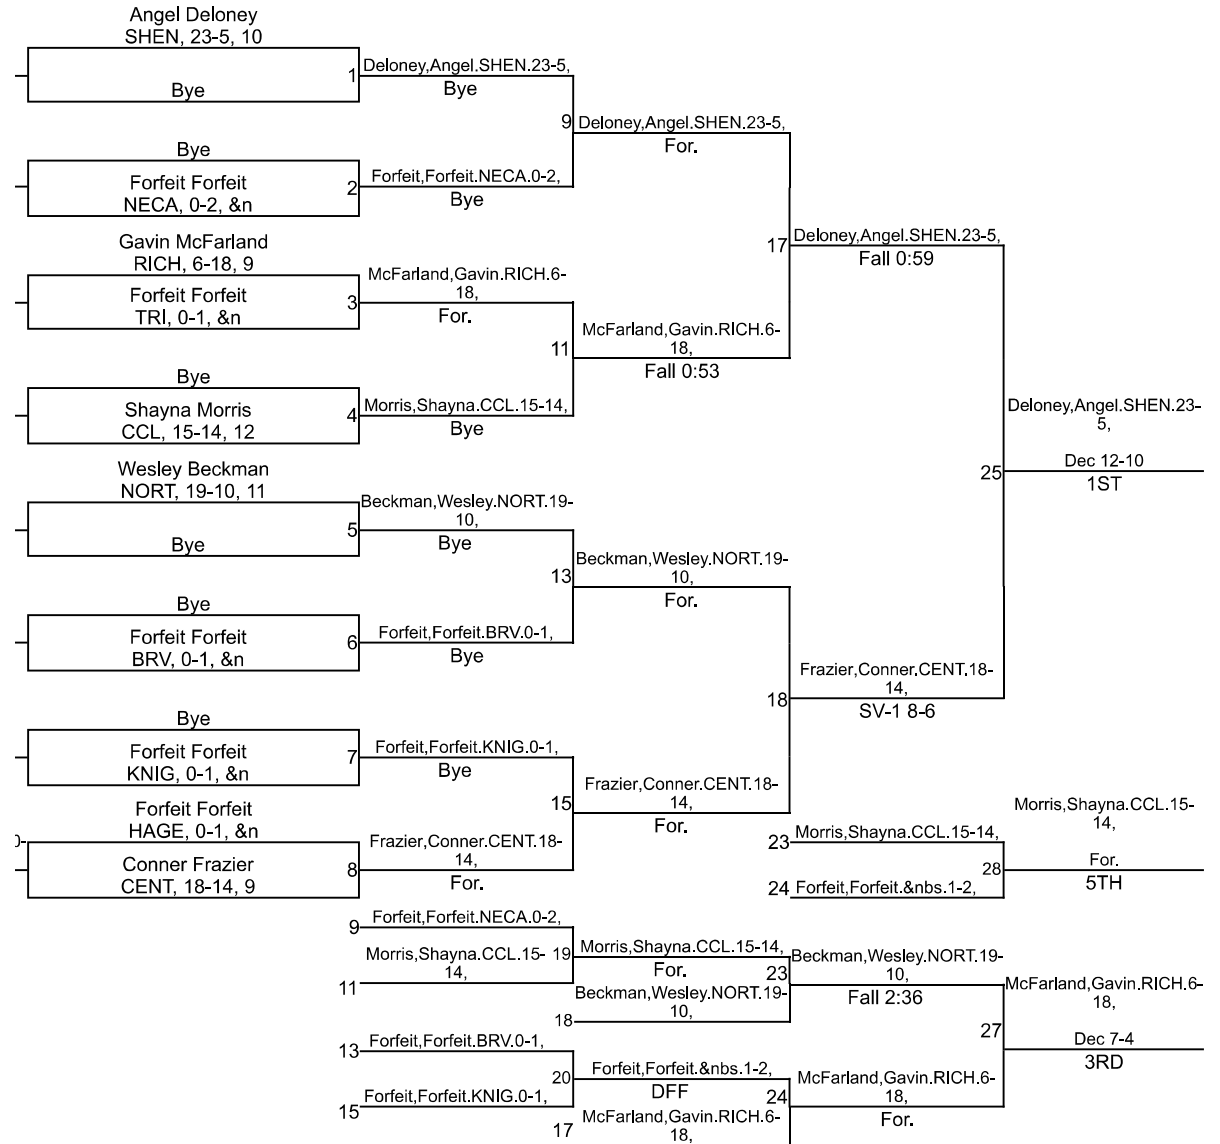 Angel Deloney
SHEN, 23-5, 10
1
Bye
Deloney,Angel.SHEN.23-5,
Bye
9
Deloney,Angel.SHEN.23-5,
For.
Bye
Forfeit Forfeit
NECA, 0-2, &n
2
Forfeit,Forfeit.NECA.0-2,
Bye
17
Deloney,Angel.SHEN.23-5,
Fall 0:59
Gavin McFarland
RICH, 6-18, 9
Forfeit Forfeit
TRI, 0-1, &n
3
McFarland,Gavin.RICH.6-
18,
For.
11
McFarland,Gavin.RICH.6-
18,
Fall 0:53
Bye
Shayna Morris
CCL, 15-14, 12
4
Morris,Shayna.CCL.15-14,
Bye
25
Deloney,Angel.SHEN.23-
5,
Dec 12-10
1ST
Wesley Beckman
NORT, 19-10, 11
5
Bye
Beckman,Wesley.NORT.19-
10,
Bye
13
Beckman,Wesley.NORT.19-
10,
For.
Bye
Forfeit Forfeit
BRV, 0-1, &n
6
Forfeit,Forfeit.BRV.0-1,
Bye
18
Frazier,Conner.CENT.18-
14,
SV-1 8-6
Bye
Forfeit Forfeit
KNIG, 0-1, &n
7
Forfeit,Forfeit.KNIG.0-1,
Bye
15
Frazier,Conner.CENT.18-
14,
For.
Forfeit Forfeit
HAGE, 0-1, &n
Conner Frazier
CENT, 18-14, 9
8
Frazier,Conner.CENT.18-
14,
For.
23
Morris,Shayna.CCL.15-14,
24
Forfeit,Forfeit.&nbs.1-2,
28
Morris,Shayna.CCL.15-
14,
For.
5TH
9
Forfeit,Forfeit.NECA.0-2,
11
Morris,Shayna.CCL.15-
14,
19
Morris,Shayna.CCL.15-14,
For.
18
Beckman,Wesley.NORT.19-
10,
23
Beckman,Wesley.NORT.19-
10,
Fall 2:36
27
McFarland,Gavin.RICH.6-
18,
Dec 7-4
3RD
13
Forfeit,Forfeit.BRV.0-1,
15
Forfeit,Forfeit.KNIG.0-1,
20
Forfeit,Forfeit.&nbs.1-2,
DFF
17
McFarland,Gavin.RICH.6-
18,
24
McFarland,Gavin.RICH.6-
18,
For.